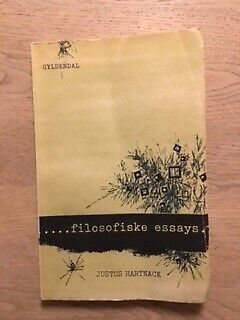 GYLDENDAL
....filosofiske essays.
JUSTUS HARTNACK